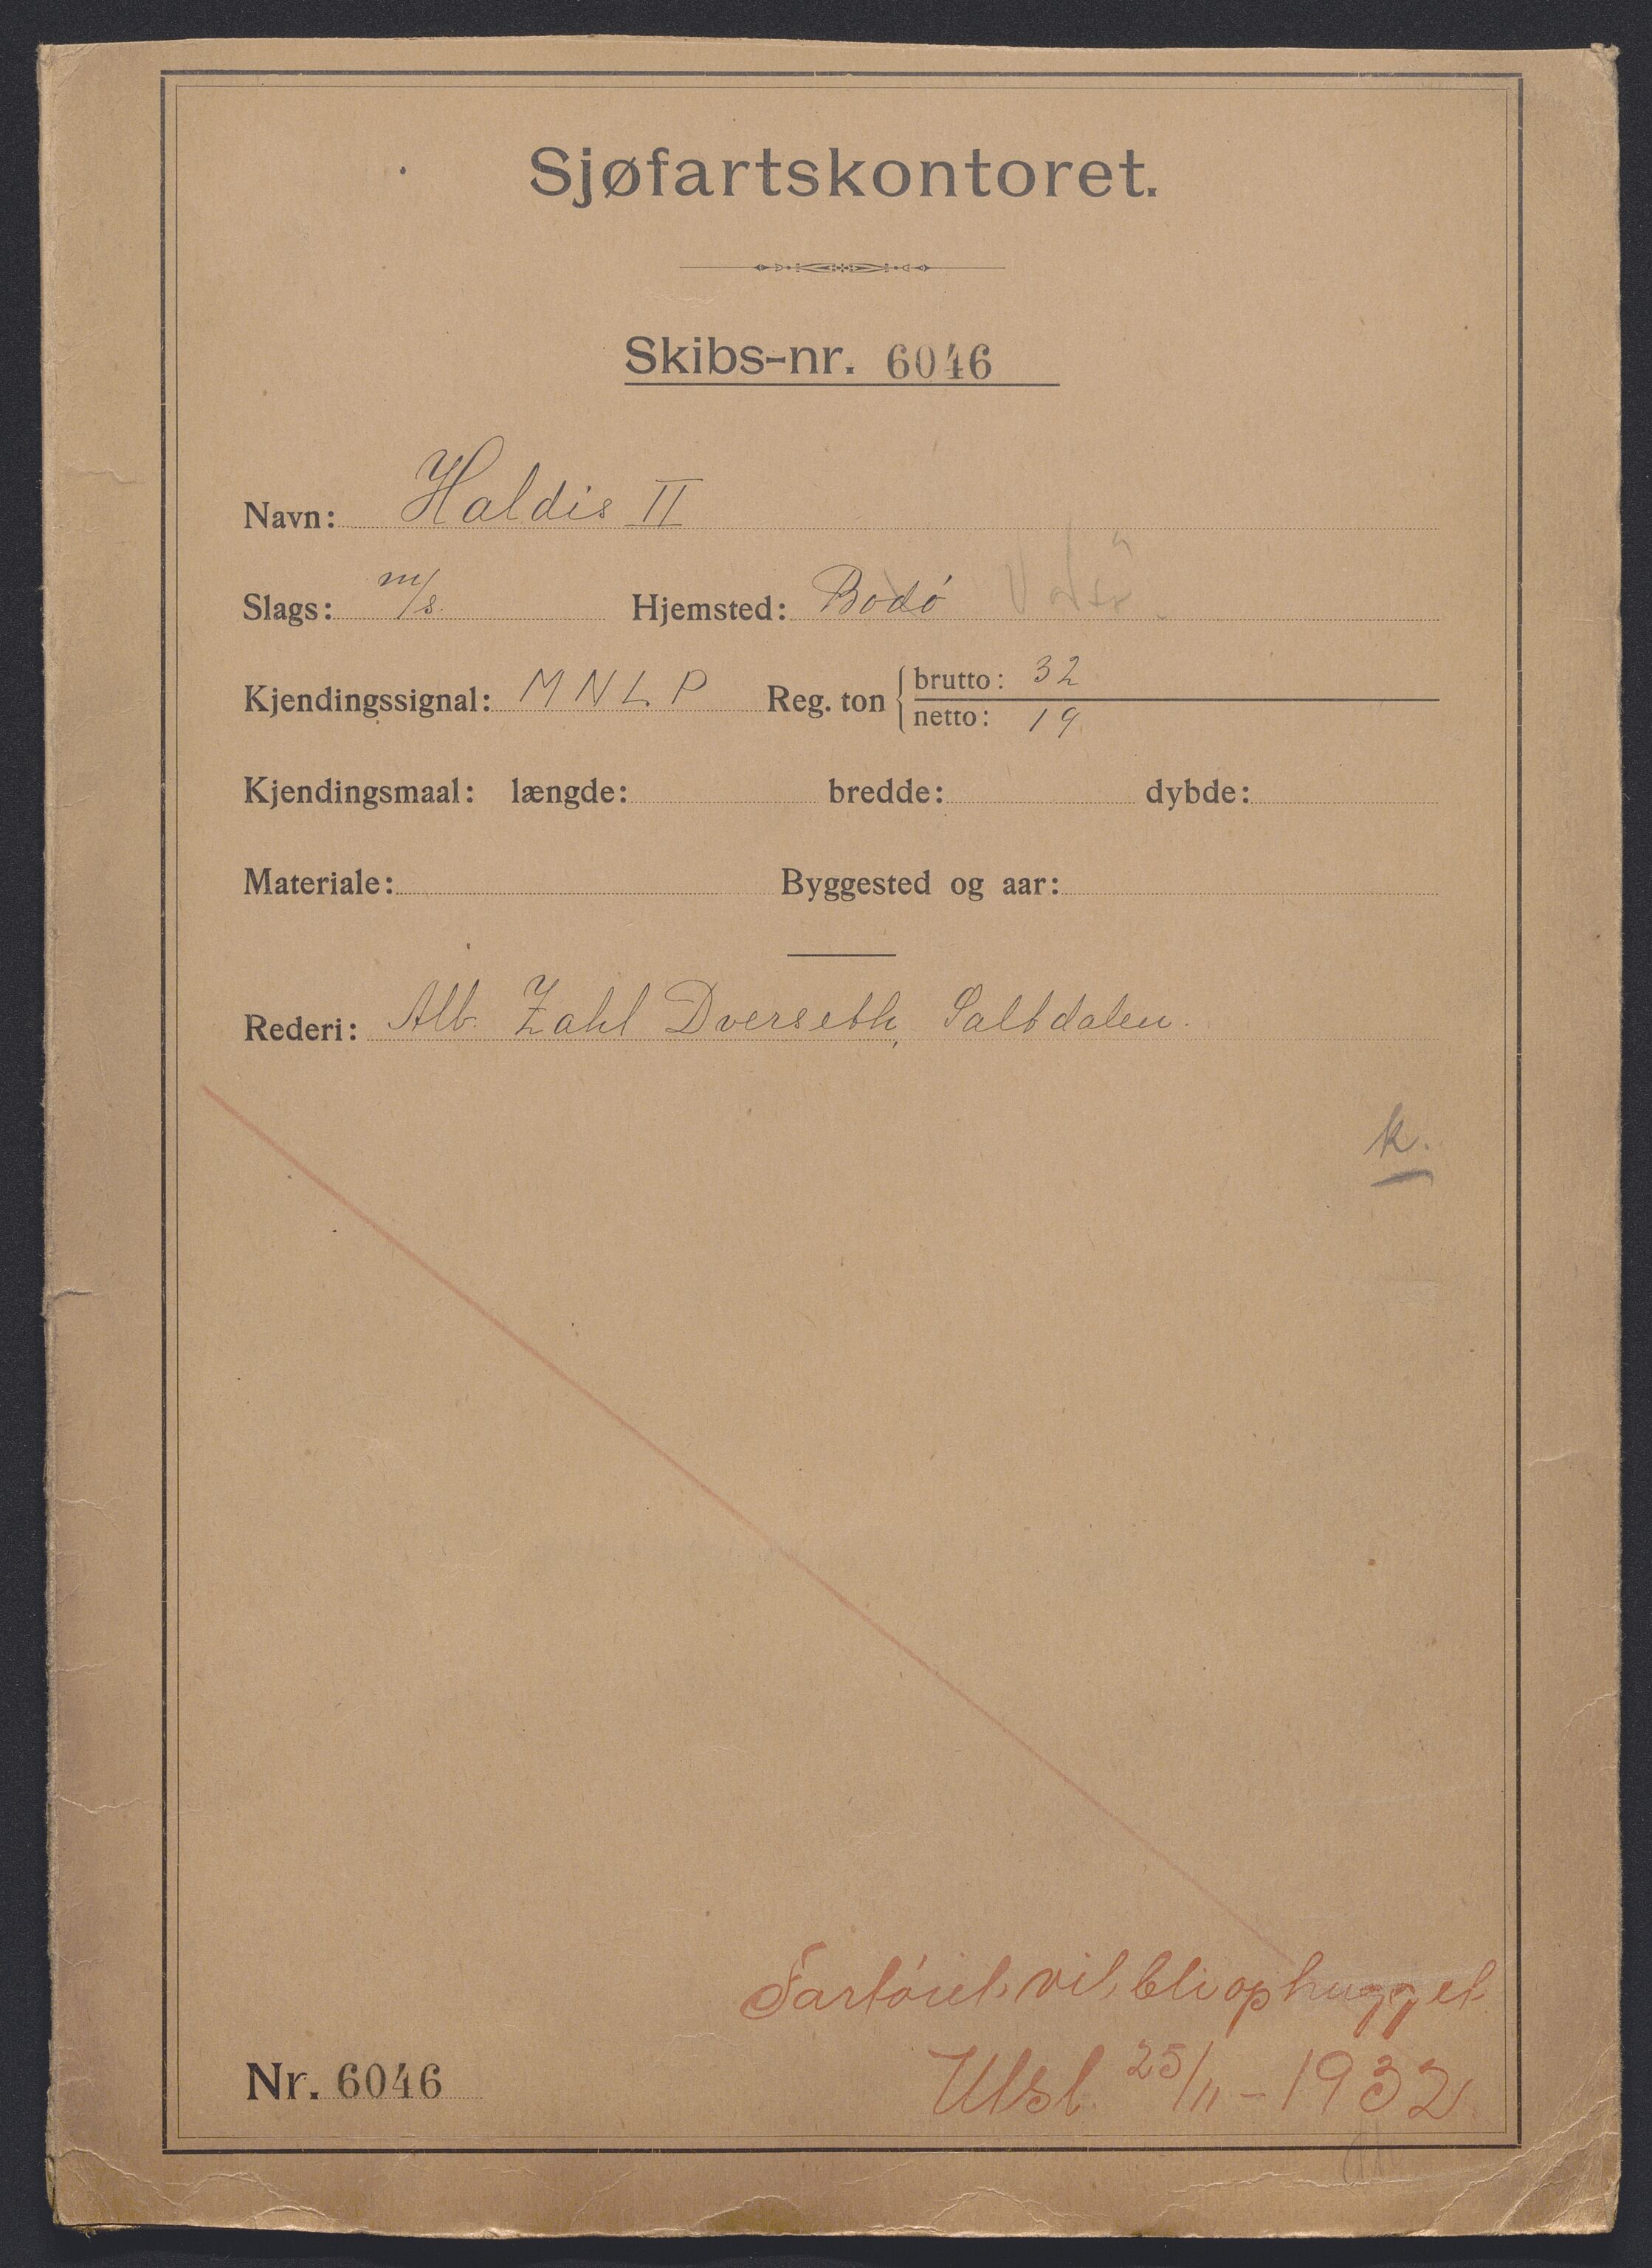 Sjøfartskontoret.
Skibs-nr. 6046
Navn: Haldis II
Slags: m/s. Hjemsted: Bodó
Kjendingssignal: MNLP Reg. ton brutto: 32
netto: 19.
Kjendingsmaal: længde: bredde: dybde:
Materiale: Byggested og aar:
Rederi: Alb. Zahl Dverseth, Saltdalen.
k.
Fartóiet vil bli ophugget.
Utsl. 25/11-1932
Nr. 6046